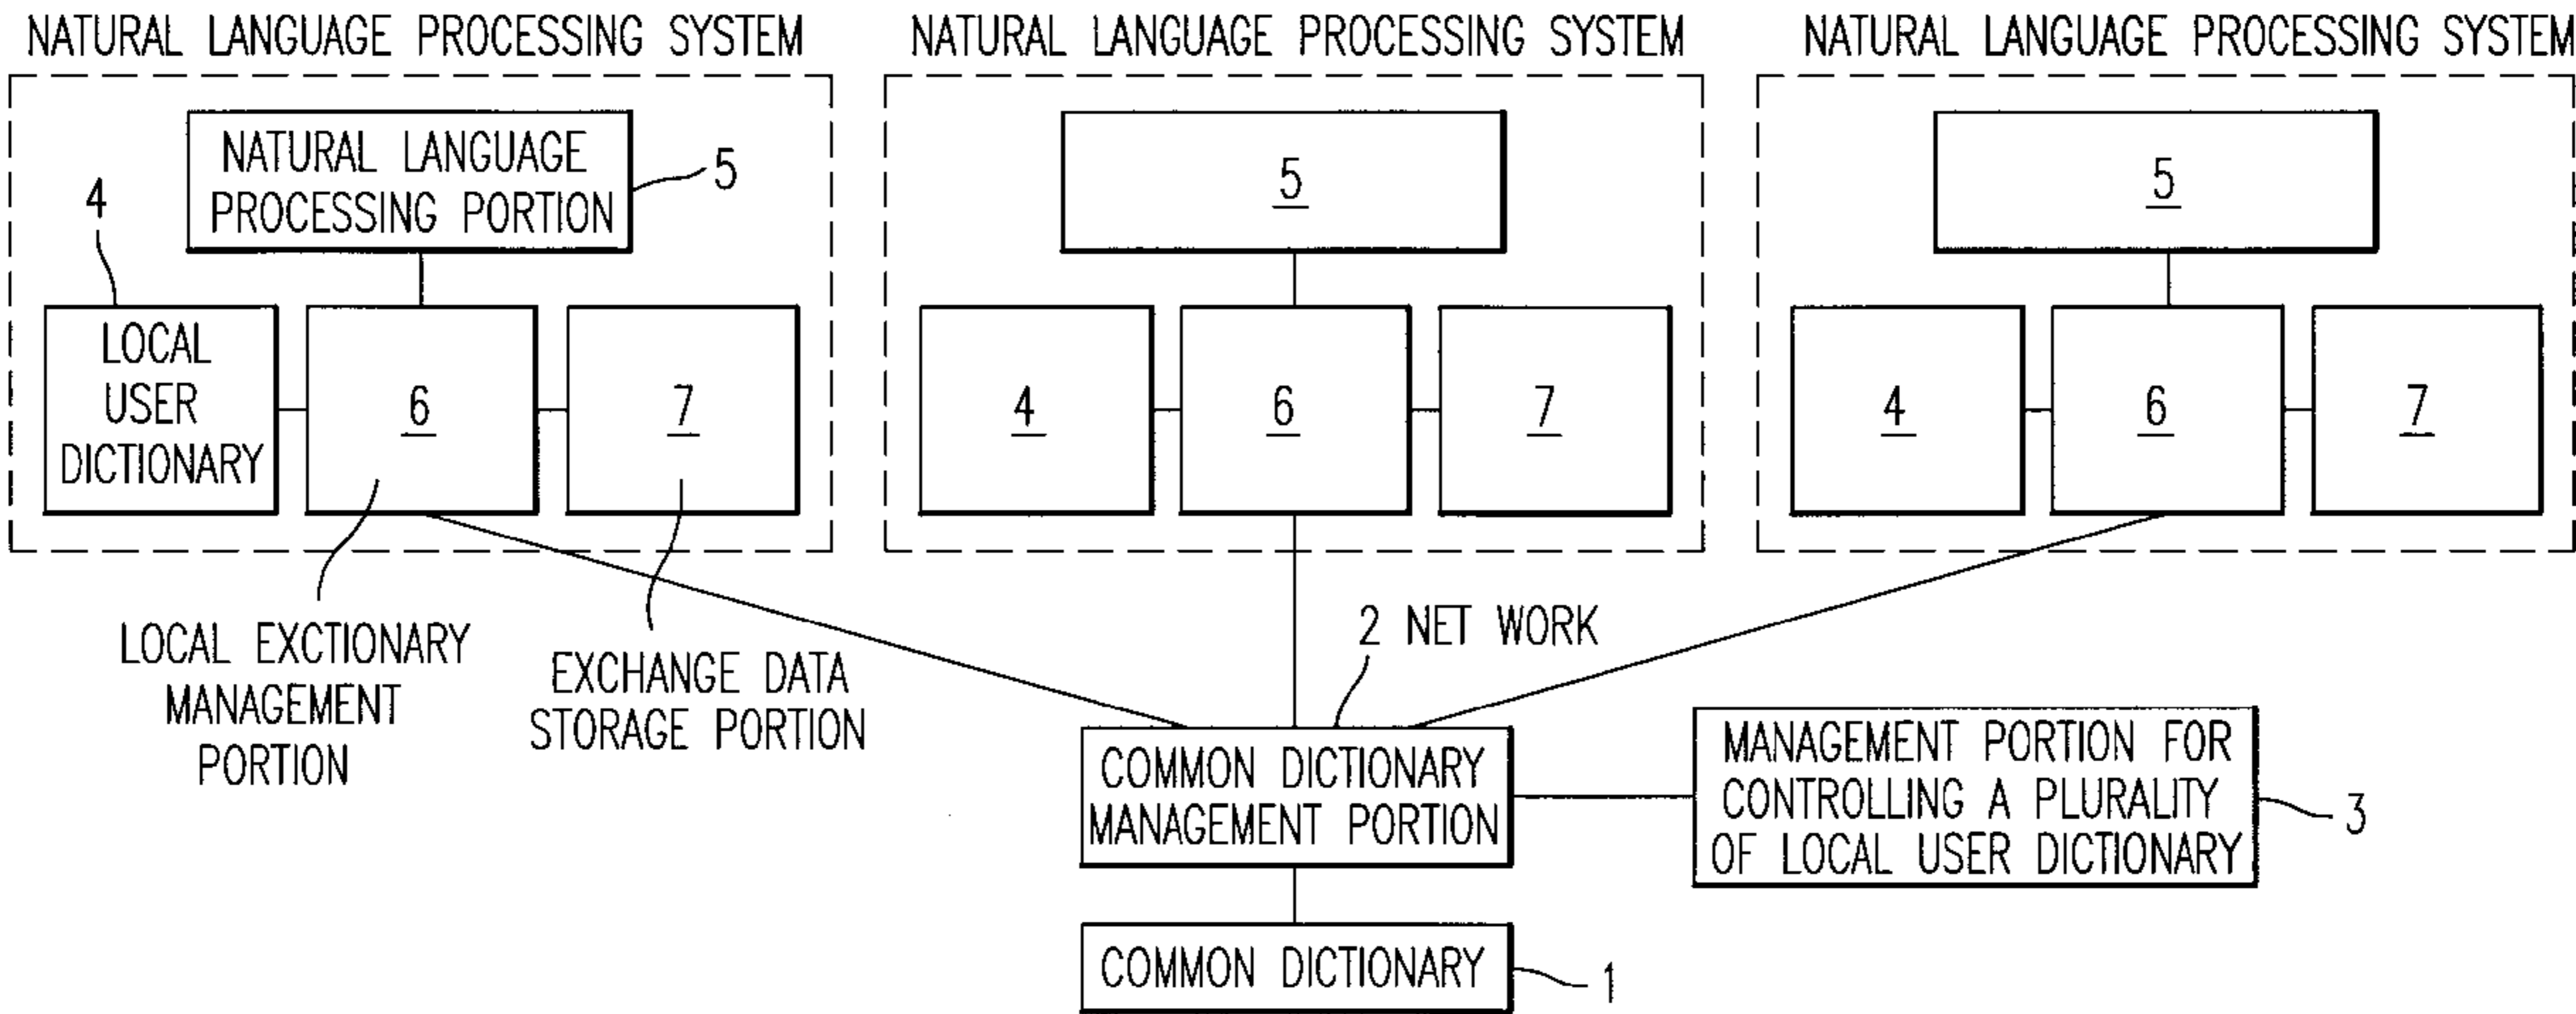 NATURAL LANGUAGE PROCESSING SYSTEM
NATURAL LANGUAGE
PROCESSING PORTION
5
4
LOCAL
USER
DICTIONARY
6
7
LOCAL EXCTIONARY
MANAGEMENT
PORTION
EXCHANGE DATA
STORAGE PORTION
NATURAL LANGUAGE PROCESSING SYSTEM
5
4
6
7
NATURAL LANGUAGE PROCESSING SYSTEM
5
4
6
7
2 NET WORK
COMMON DICTIONARY
MANAGEMENT PORTION
MANAGEMENT PORTION FOR
CONTROLLING A PLURALITY
OF LOCAL USER DICTIONARY
3
COMMON DICTIONARY
1